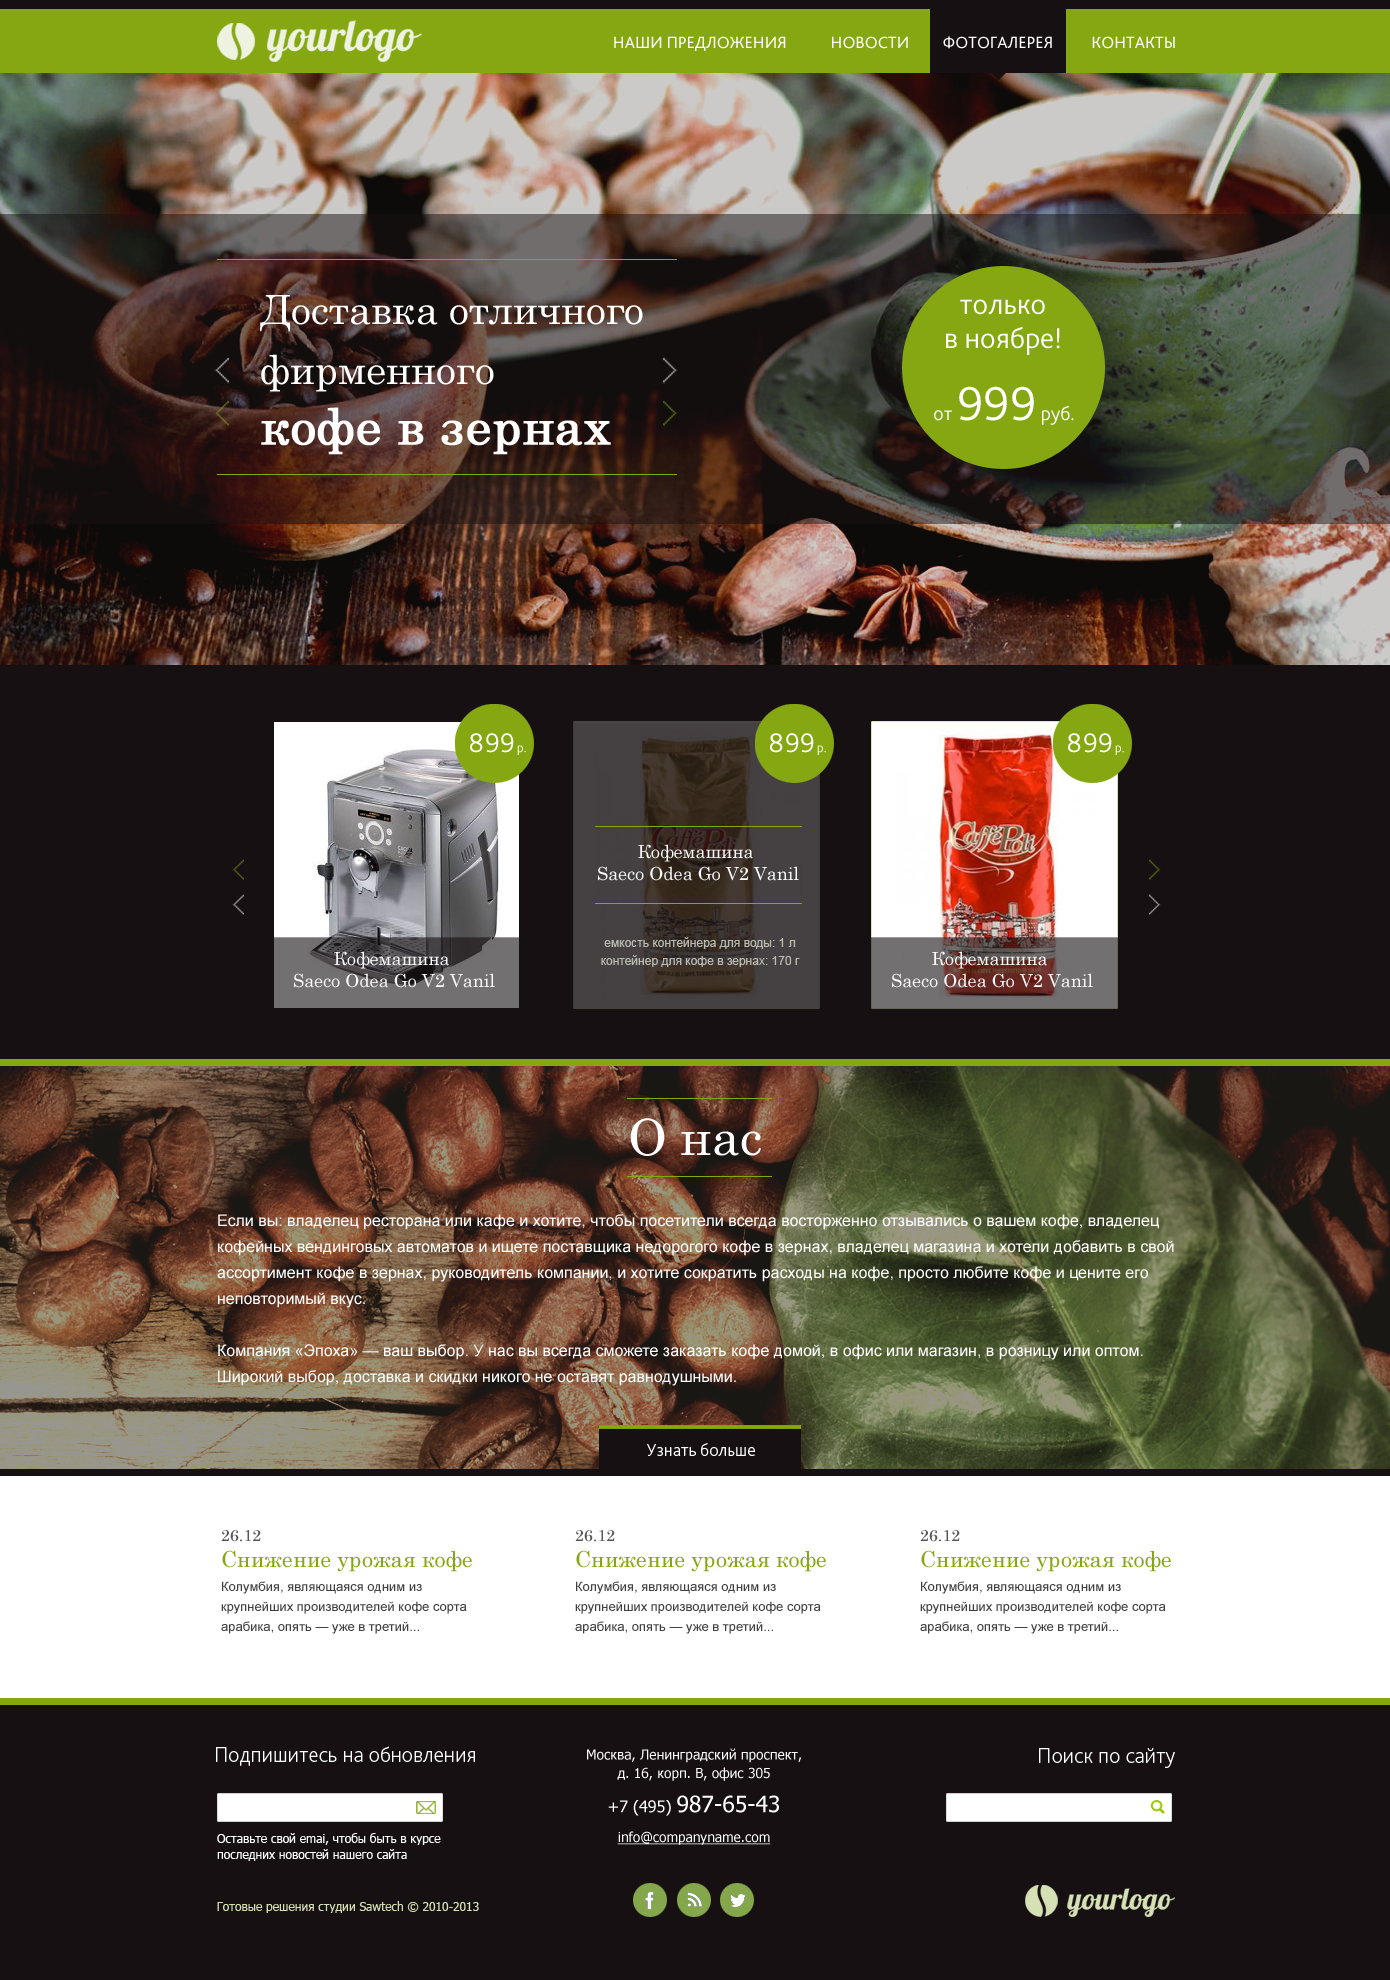 yourlogo
НАШИ ПРЕДЛОЖЕНИЯ
НОВОСТИ
ФОТОГАЛЕРЕЯ
КОНТАКТЫ
Доставка отличного
фирменного
кофе в зернах
только
в ноябре!
от 999 руб.
899 р.
Caffè Poli
Кофемашина
Saeco Odea Go V2 Vanil
899 р.
Caffè Poli
Кофемашина
Saeco Odea Go V2 Vanil
емкость контейнера для воды: 1 л
контейнер для кофе в зернах: 170 г
899 р.
Кофемашина
Saeco Odea Go V2 Vanil
О нас
Если вы: владелец ресторана или кафе и хотите, чтобы посетители всегда восторженно отзывались о вашем кофе, владелец
кофейных вендинговых автоматов и ищете поставщика недорогого кофе в зернах, владелец магазина и хотели добавить в свой
ассортимент кофе в зернах, руководитель компании, и хотите сократить расходы на кофе, просто любите кофе и цените его
неповторимый вкус.
Компания «Эпоха» — ваш выбор. У нас вы всегда сможете заказать кофе домой, в офис или магазин, в розницу или оптом.
Широкий выбор, доставка и скидки никого не оставят равнодушными.
Узнать больше
26.12
Снижение урожая кофе
Колумбия, являющаяся одним из
крупнейших производителей кофе сорта
арабика, опять — уже в третий...
26.12
Снижение урожая кофе
Колумбия, являющаяся одним из
крупнейших производителей кофе сорта
арабика, опять — уже в третий...
26.12
Снижение урожая кофе
Колумбия, являющаяся одним из
крупнейших производителей кофе сорта
арабика, опять — уже в третий...
Подпишитесь на обновления
Оставьте свой emai, чтобы быть в курсе
последних новостей нашего сайта
Готовые решения студии Sawtech © 2010-2013
Москва, Ленинградский проспект,
д. 16, корп. В, офис 305
+7 (495) 987-65-43
info@companyname.com
Поиск по сайту
yourlogo